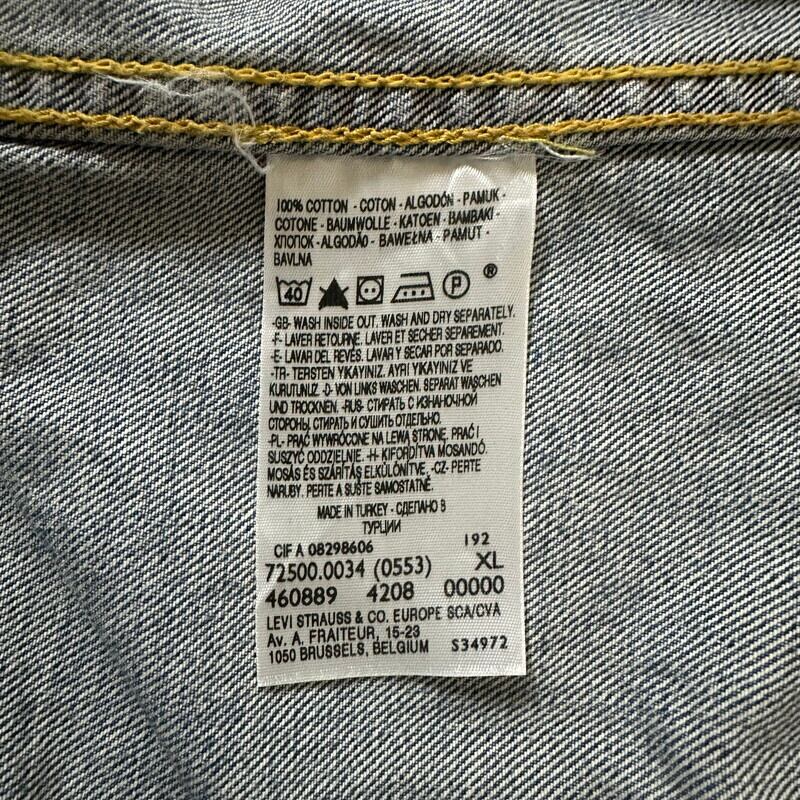 100% COTTON - COTON - ALGODÓN - PAMUK -
COTONE - BAUMWOLLE - KATOEN - BAMBAKI -
ХЛОПОК - ALGODÃO - BAWEŁNA - PAMUT -
BAVLNA
40 P ®
-GB- WASH INSIDE OUT. WASH AND DRY SEPARATELY.
-F- LAVER RETOURNE. LAVER ET SECHER SEPAREMENT.
-E- LAVAR DEL REVÉS. LAVAR Y SECAR POR SEPARADO.
-TR- TERSTEN YIKAYINIZ. AYRI YIKAYINIZ VE
KURUTUNUZ. -D- VON LINKS WASCHEN. SEPARAT WASCHEN
UND TROCKNEN. -RUS- СТИРАТЬ С ИЗНАНОЧНОЙ
СТОРОНЫ. СТИРАТЬ И СУШИТЬ ОТДЕЛЬНО.
-PL- PRAĆ WYWRÓCONE NA LEWĄ STRONĘ. PRAĆ I
SUSZYĆ ODDZIELNIE. -H- KIFORDÍTVA MOSANDÓ.
MOSÁS ÉS SZÁRÍTÁS ELKÜLÖNÍTVE. -CZ- PERTE
NARUBY. PERTE A SUŠTE SAMOSTATNĚ.
MADE IN TURKEY - СДЕЛАНО В
ТУРЦИИ
CIF A 08298606 192
72500.0034 (0553) XL
460889 4208 00000
LEVI STRAUSS & CO. EUROPE SCA/CVA
Av. A. FRAITEUR, 15-23
1050 BRUSSELS, BELGIUM S34972